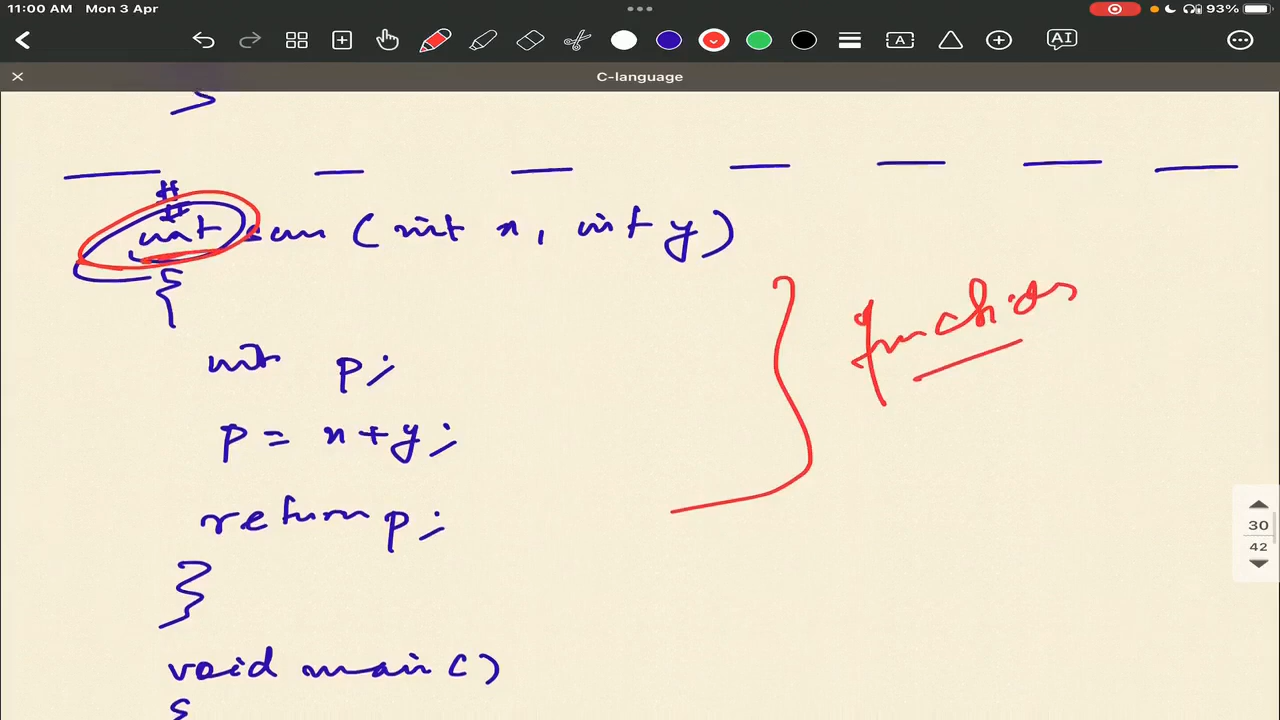 11:00 AM Mon 3 Apr
93%
A
AI
C-language
}
#
#
int sum ( int x, int y )
{
function
int p;
p = x + y;
return p;
}
30
42
void main ( )
{